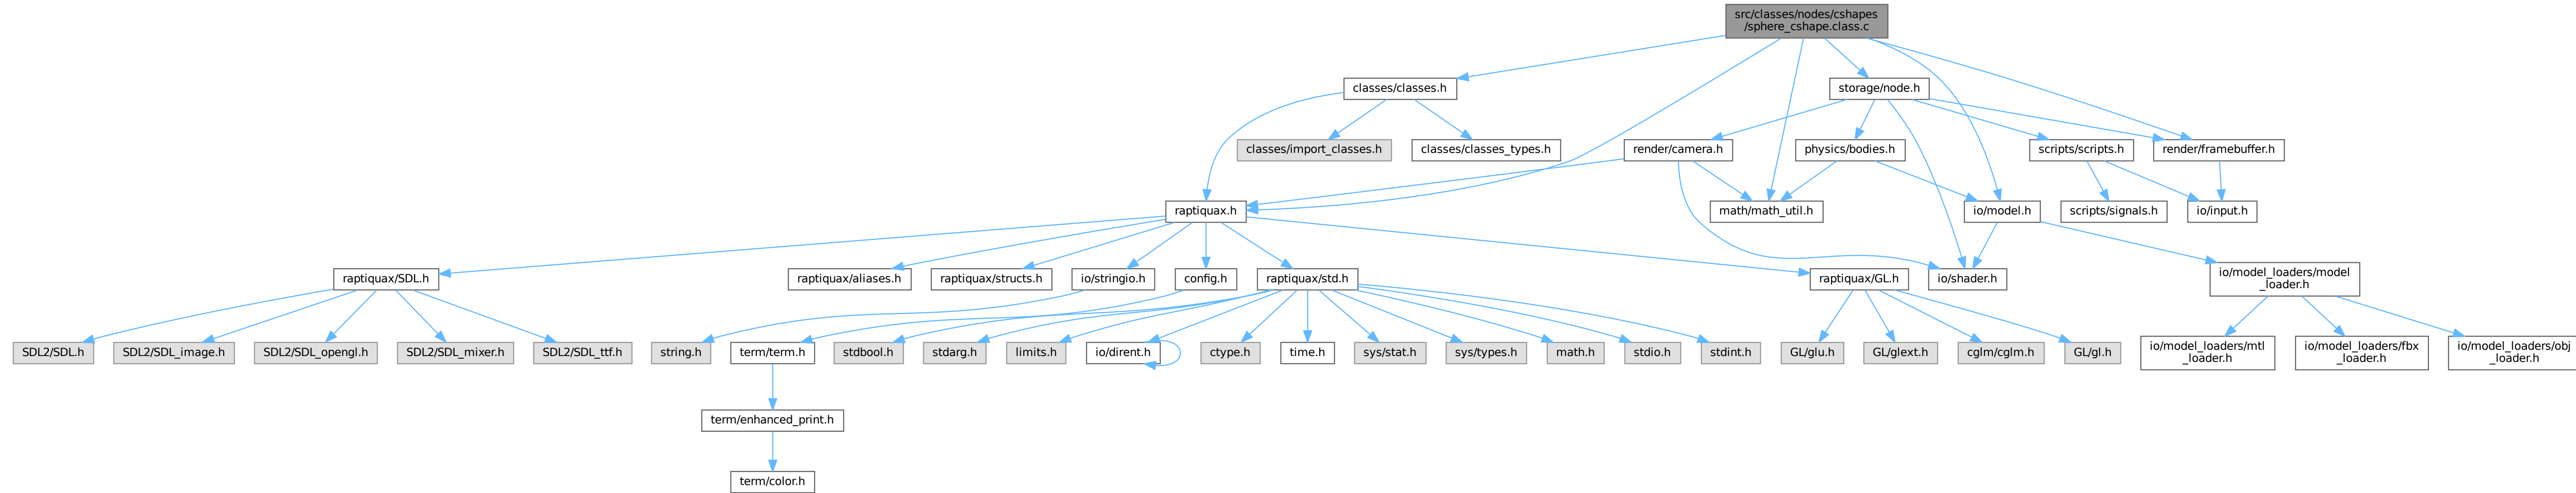 src/classes/nodes/cshapes
/sphere_cshape.class.c
classes/classes.h
storage/node.h
classes/import_classes.h
classes/classes_types.h
render/camera.h
physics/bodies.h
scripts/scripts.h
render/framebuffer.h
raptiquax.h
math/math_util.h
io/model.h
scripts/signals.h
io/input.h
raptiquax/SDL.h
raptiquax/aliases.h
raptiquax/structs.h
io/stringio.h
config.h
raptiquax/std.h
raptiquax/GL.h
io/shader.h
io/model_loaders/model
_loader.h
SDL2/SDL.h
SDL2/SDL_image.h
SDL2/SDL_opengl.h
SDL2/SDL_mixer.h
SDL2/SDL_ttf.h
string.h
term/term.h
stdbool.h
stdarg.h
limits.h
io/dirent.h
ctype.h
time.h
sys/stat.h
sys/types.h
math.h
stdio.h
stdint.h
GL/glu.h
GL/glext.h
cglm/cglm.h
GL/gl.h
io/model_loaders/mtl
_loader.h
io/model_loaders/fbx
_loader.h
io/model_loaders/obj
_loader.h
term/enhanced_print.h
term/color.h